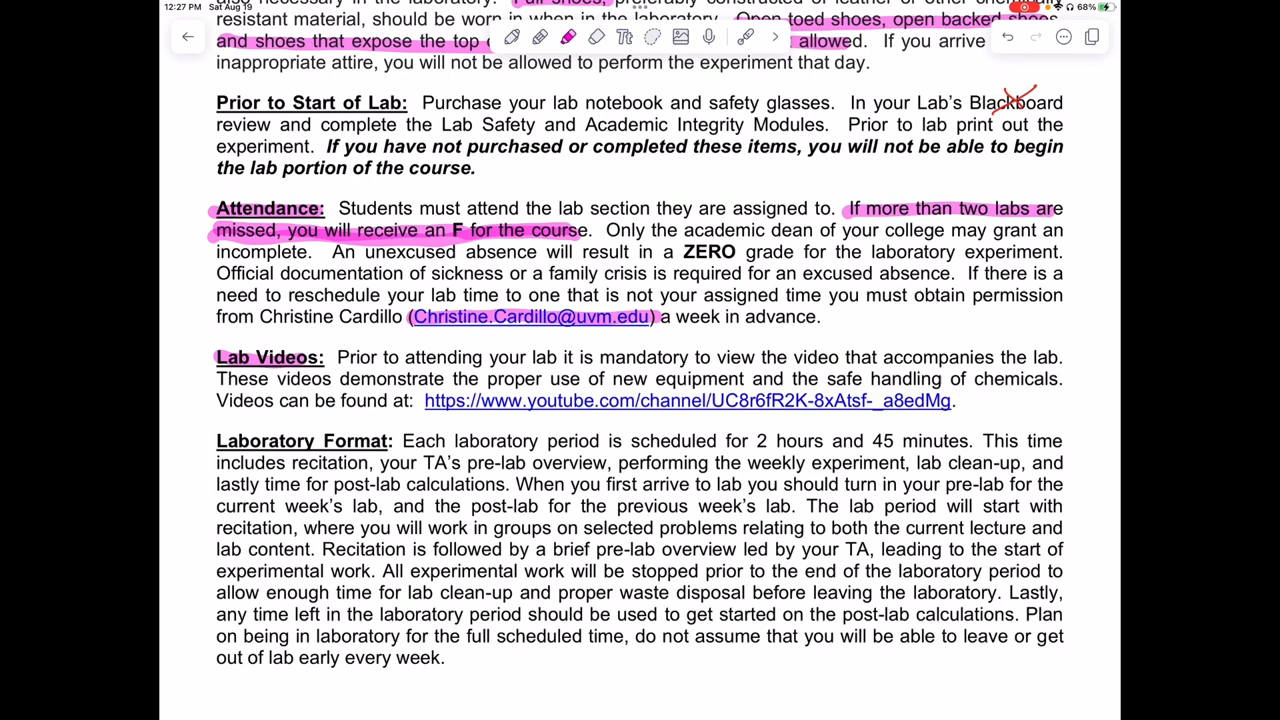 12:27 PM Sat Aug 19
68%
resistant material, should be worn in when in the laboratory. Open toed shoes, open backed shoes,
and shoes that expose the top allowed. If you arrive
inappropriate attire, you will not be allowed to perform the experiment that day.
Prior to Start of Lab: Purchase your lab notebook and safety glasses. In your Lab's Blackboard
review and complete the Lab Safety and Academic Integrity Modules. Prior to lab print out the
experiment. If you have not purchased or completed these items, you will not be able to begin
the lab portion of the course.
Attendance: Students must attend the lab section they are assigned to. If more than two labs are
missed, you will receive an F for the course. Only the academic dean of your college may grant an
incomplete. An unexcused absence will result in a ZERO grade for the laboratory experiment.
Official documentation of sickness or a family crisis is required for an excused absence. If there is a
need to reschedule your lab time to one that is not your assigned time you must obtain permission
from Christine Cardillo (Christine.Cardillo@uvm.edu) a week in advance.
Lab Videos: Prior to attending your lab it is mandatory to view the video that accompanies the lab.
These videos demonstrate the proper use of new equipment and the safe handling of chemicals.
Videos can be found at: https://www.youtube.com/channel/UC8r6fR2K-8xAtsf-_a8edMg.
Laboratory Format: Each laboratory period is scheduled for 2 hours and 45 minutes. This time
includes recitation, your TA's pre-lab overview, performing the weekly experiment, lab clean-up, and
lastly time for post-lab calculations. When you first arrive to lab you should turn in your pre-lab for the
current week's lab, and the post-lab for the previous week's lab. The lab period will start with
recitation, where you will work in groups on selected problems relating to both the current lecture and
lab content. Recitation is followed by a brief pre-lab overview led by your TA, leading to the start of
experimental work. All experimental work will be stopped prior to the end of the laboratory period to
allow enough time for lab clean-up and proper waste disposal before leaving the laboratory. Lastly,
any time left in the laboratory period should be used to get started on the post-lab calculations. Plan
on being in laboratory for the full scheduled time, do not assume that you will be able to leave or get
out of lab early every week.